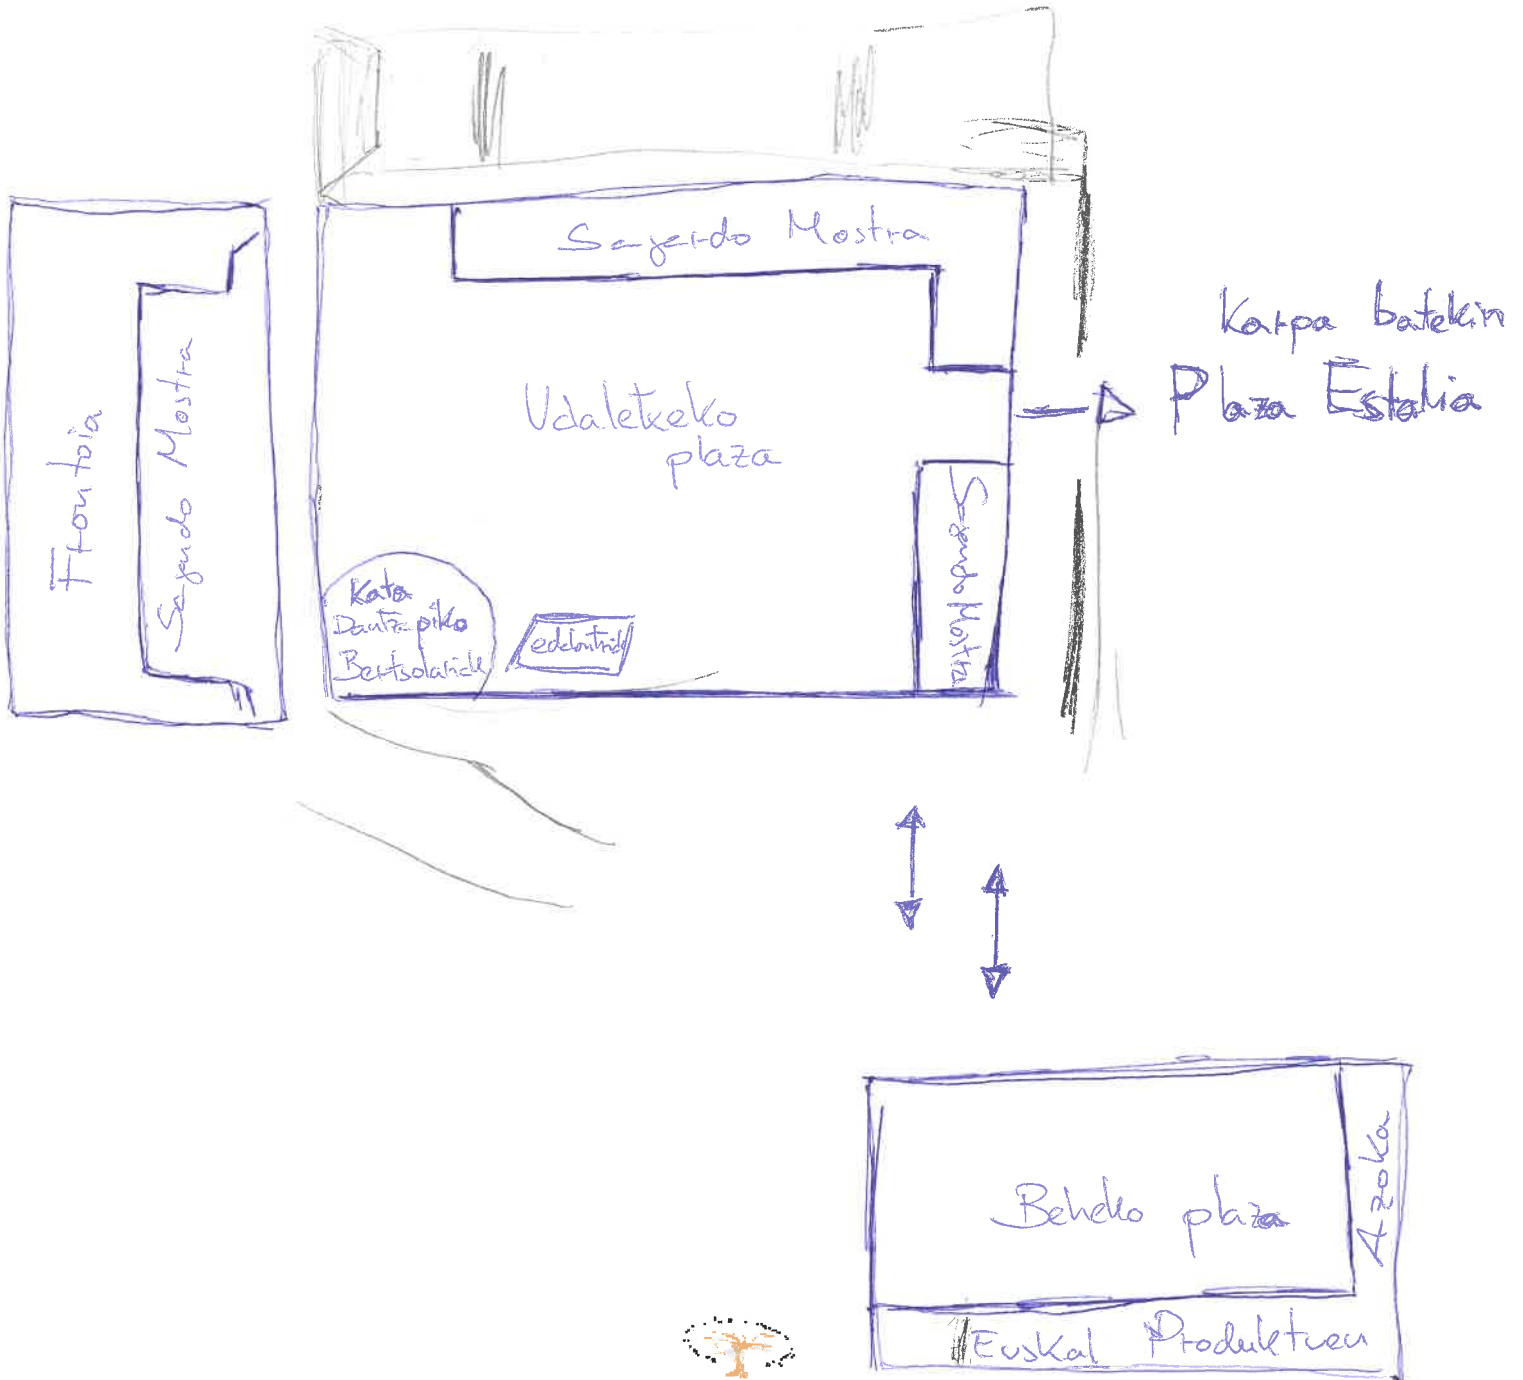 Sagardo Mostra
Karpa batekin
Plaza Estalia
Frontoia
Sagardo Mostra
Udaletxeko
plaza
Sagardo Mostra
Kata
Dantza piko
Bertsolariak
edalontziak
Beheko plaza
Azoka
Euskal Produktuen